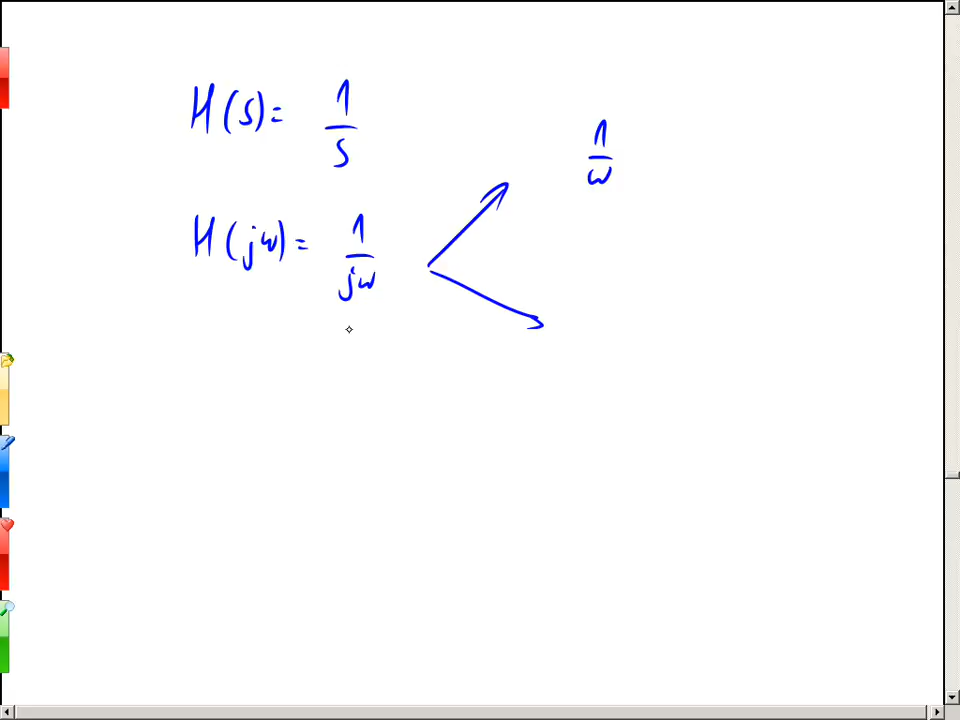 H(s) = 1/s
1/ω
H(jω) = 1/jω